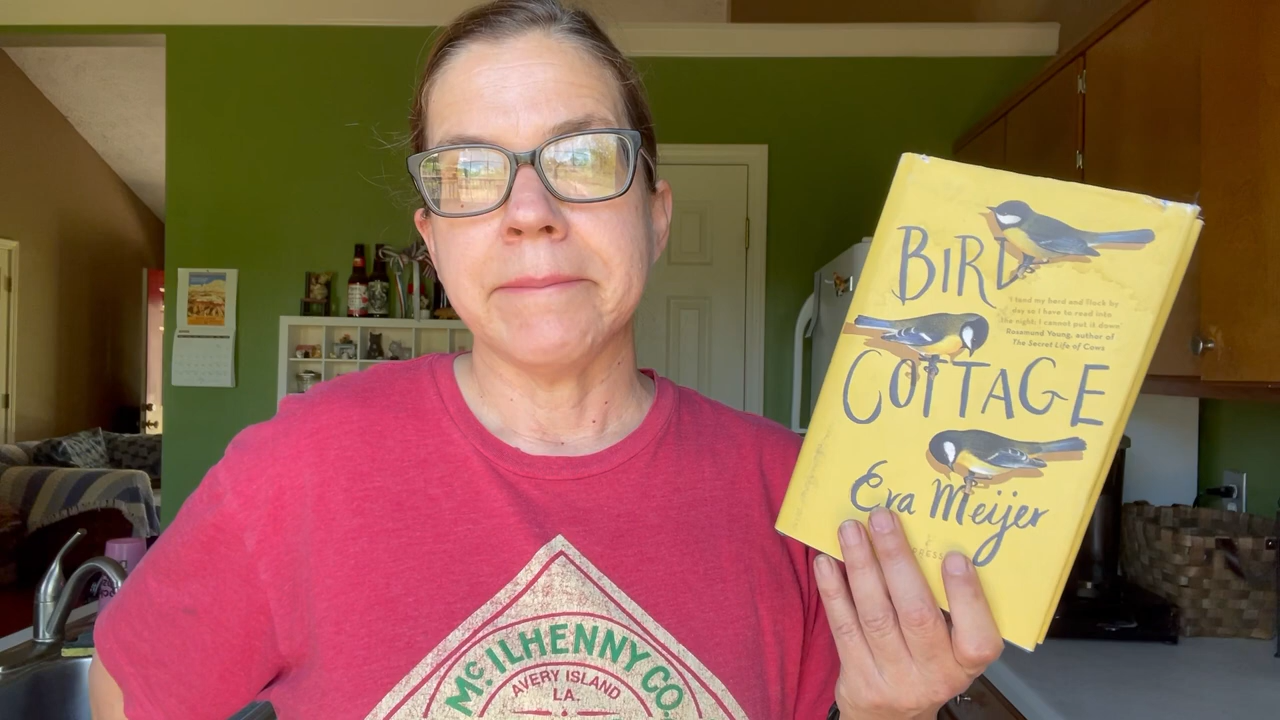 BIRD
'I tend my herd and flock by
day so I have to read into
the night: I cannot put it down'
Rosamund Young, author of
The Secret Life of Cows
COTTAGE
Eva Meijer
PRESS
McILHENNY CO.
AVERY ISLAND
LA.